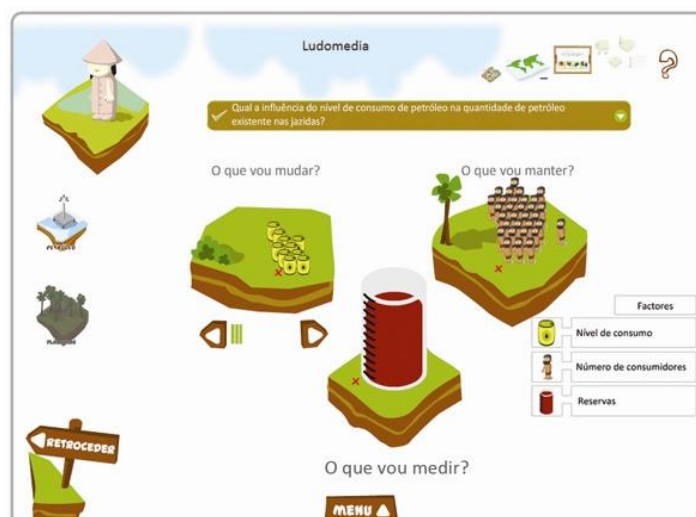 Ludomedia
Qual a influência do nível de consumo de petróleo na quantidade de petróleo
existente nas jazidas?
O que vou mudar?
O que vou manter?
Factores
Nível de consumo
Número de consumidores
Reservas
RETROCEDER
O que vou medir?
MENU